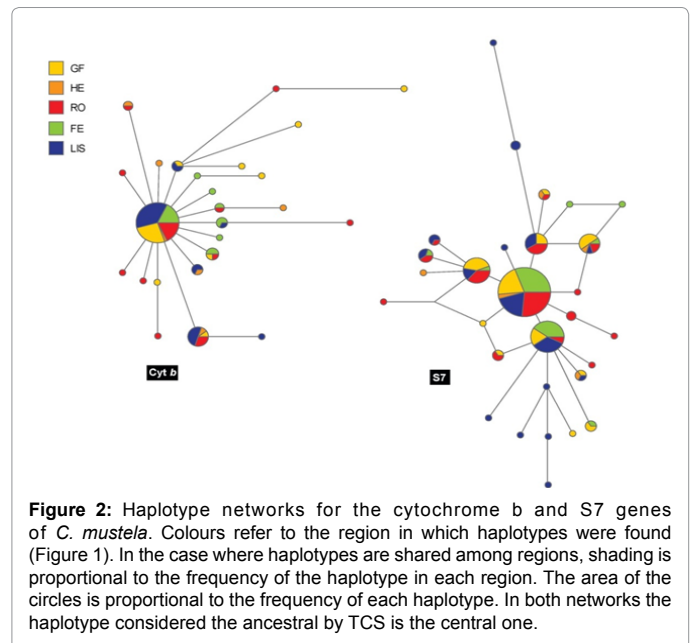 GF
HE
RO
FE
LIS
Cyt b
S7
Figure 2: Haplotype networks for the cytochrome b and S7 genes
of C. mustela. Colours refer to the region in which haplotypes were found
(Figure 1). In the case where haplotypes are shared among regions, shading is
proportional to the frequency of the haplotype in each region. The area of the
circles is proportional to the frequency of each haplotype. In both networks the
haplotype considered the ancestral by TCS is the central one.